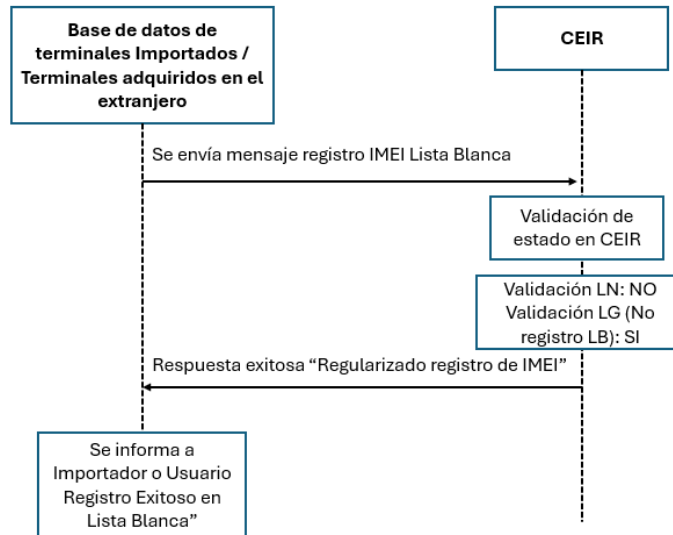 Base de datos de
terminales Importados /
Terminales adquiridos en el
extranjero
CEIR
Se envía mensaje registro IMEI Lista Blanca
Validación de
estado en CEIR
Validación LN: NO
Validación LG (No
registro LB): SI
Respuesta exitosa “Regularizado registro de IMEI”
Se informa a
Importador o Usuario
Registro Exitoso en
Lista Blanca”